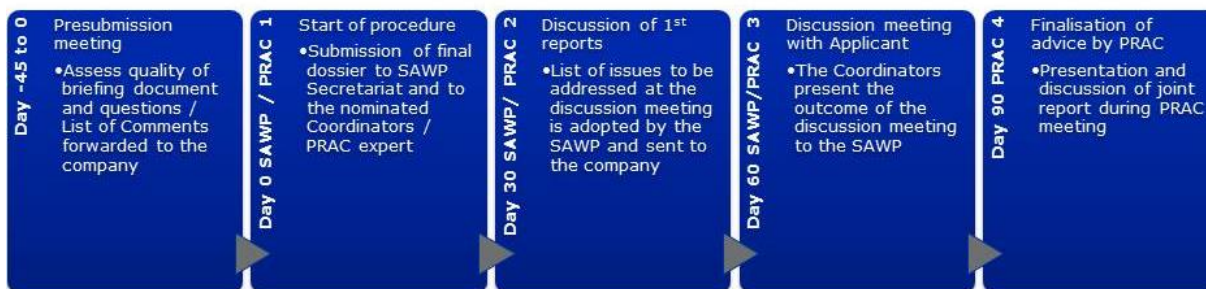 Day -45 to 0
Presubmission
meeting
•Assess quality of
briefing document
and questions /
List of Comments
forwarded to the
company
Day 0 SAWP / PRAC 1
Start of procedure
•Submission of final
dossier to SAWP
Secretariat and to
the nominated
Coordinators /
PRAC expert
Day 30 SAWP/ PRAC 2
Discussion of 1st
reports
•List of issues to be
addressed at the
discussion meeting
is adopted by the
SAWP and sent to
the company
Day 60 SAWP/PRAC 3
Discussion meeting
with Applicant
•The Coordinators
present the
outcome of the
discussion meeting
to the SAWP
Day 90 PRAC 4
Finalisation of
advice by PRAC
•Presentation and
discussion of joint
report during PRAC
meeting